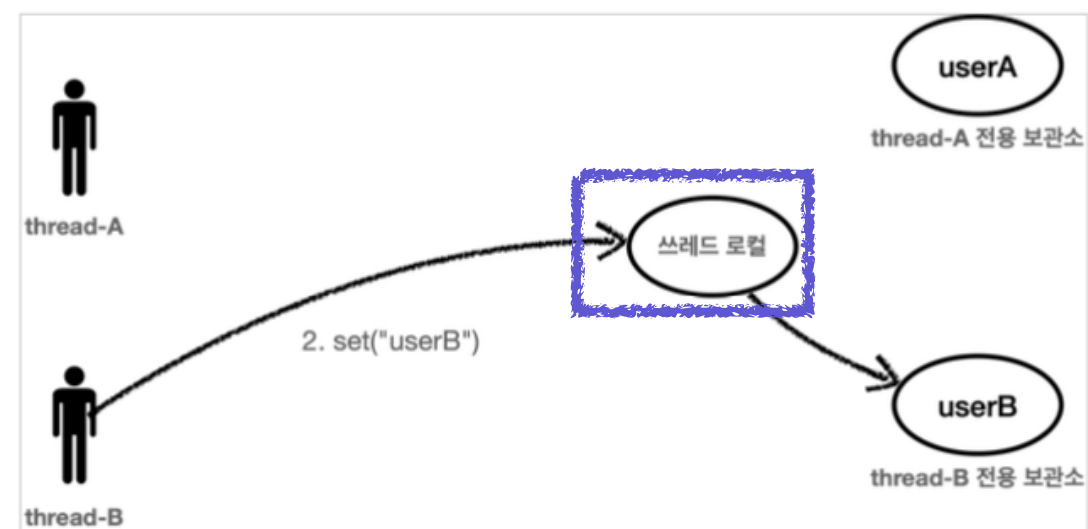 userA
thread-A 전용 보관소
thread-A
쓰레드 로컬
2. set("userB")
userB
thread-B 전용 보관소
thread-B